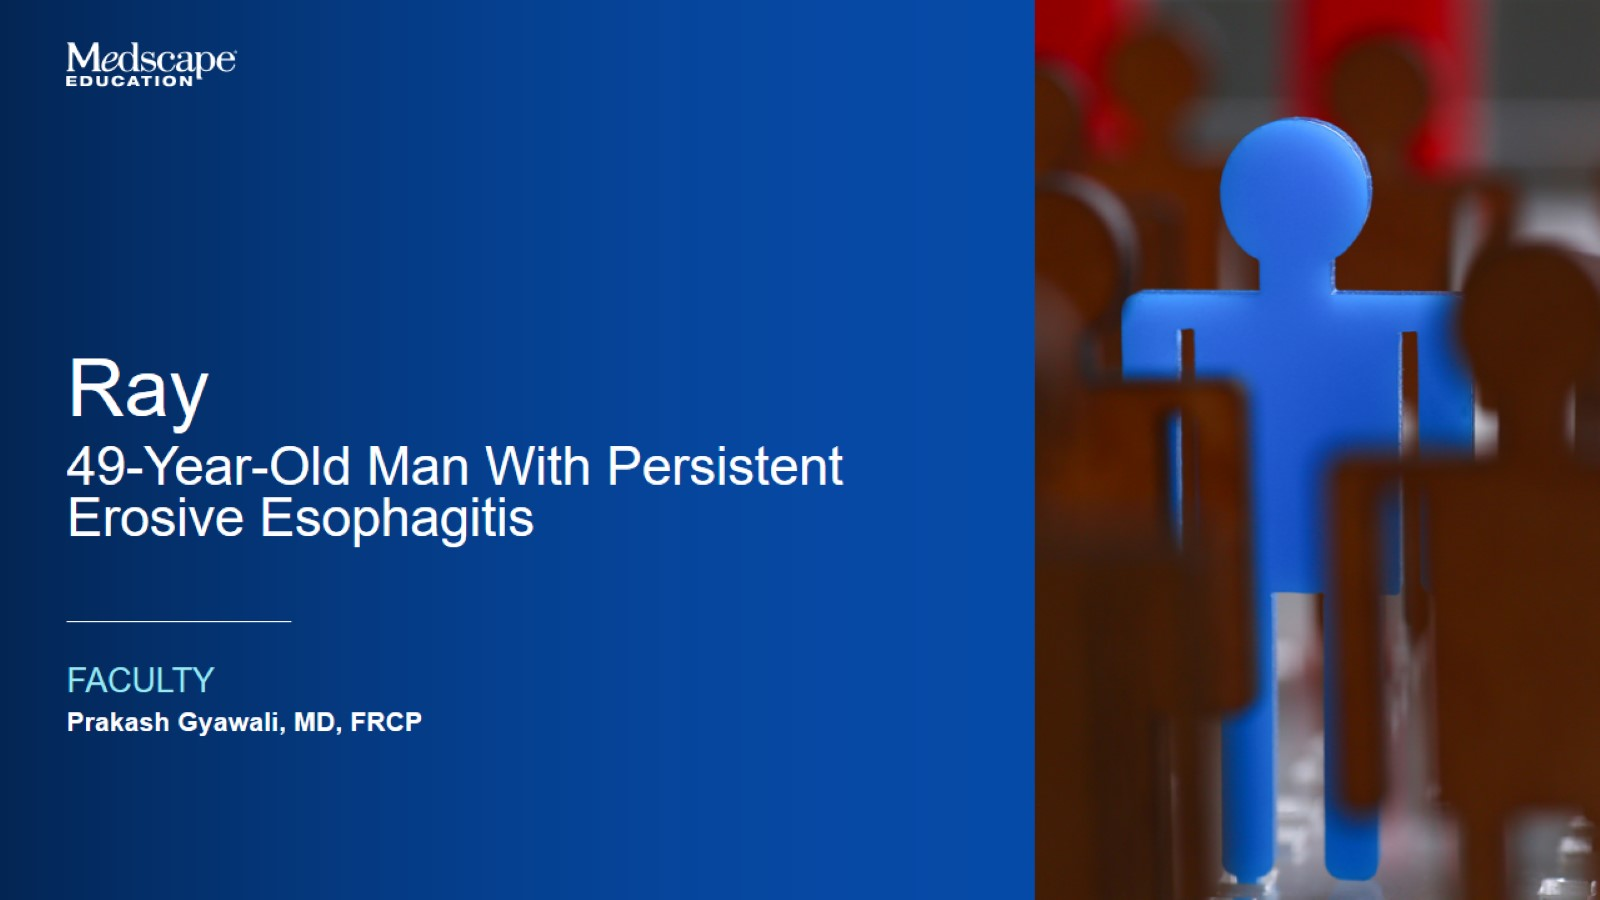 Medscape
EDUCATION
Ray
49-Year-Old Man With Persistent
Erosive Esophagitis
FACULTY
Prakash Gyawali, MD, FRCP